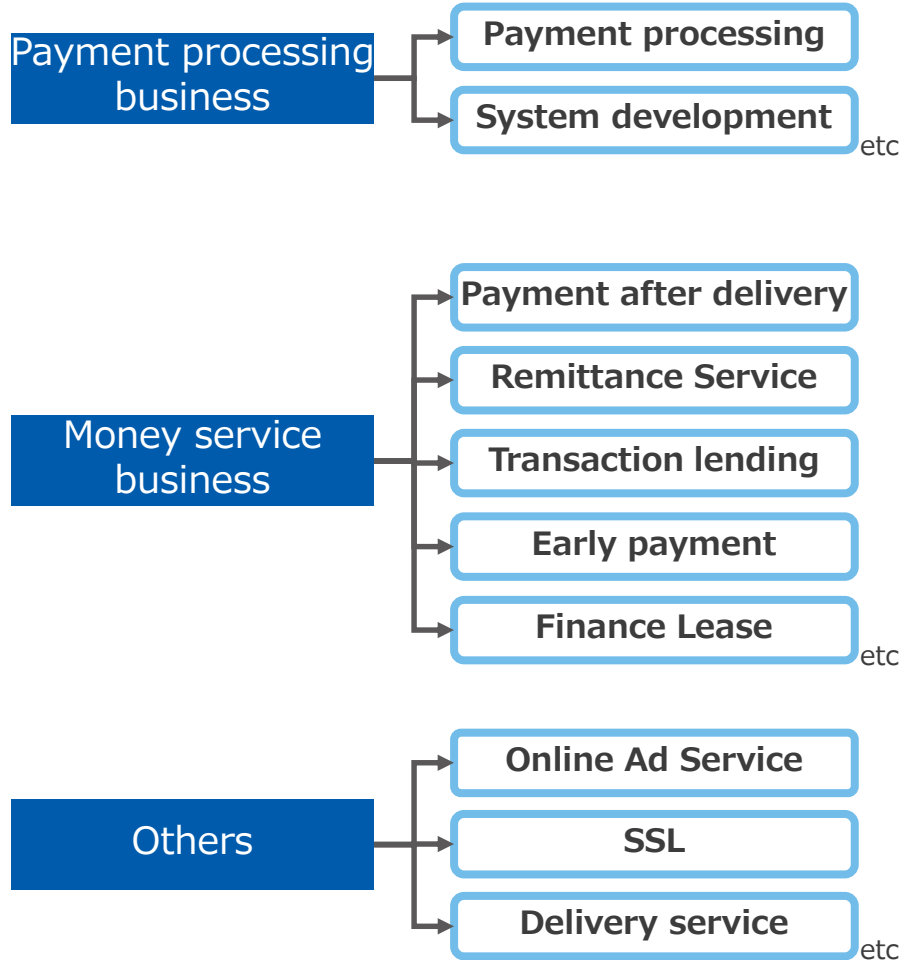 Payment processing
business
Payment processing
System development
etc
Money service
business
Payment after delivery
Remittance Service
Transaction lending
Early payment
Finance Lease
etc
Others
Online Ad Service
SSL
Delivery service
etc